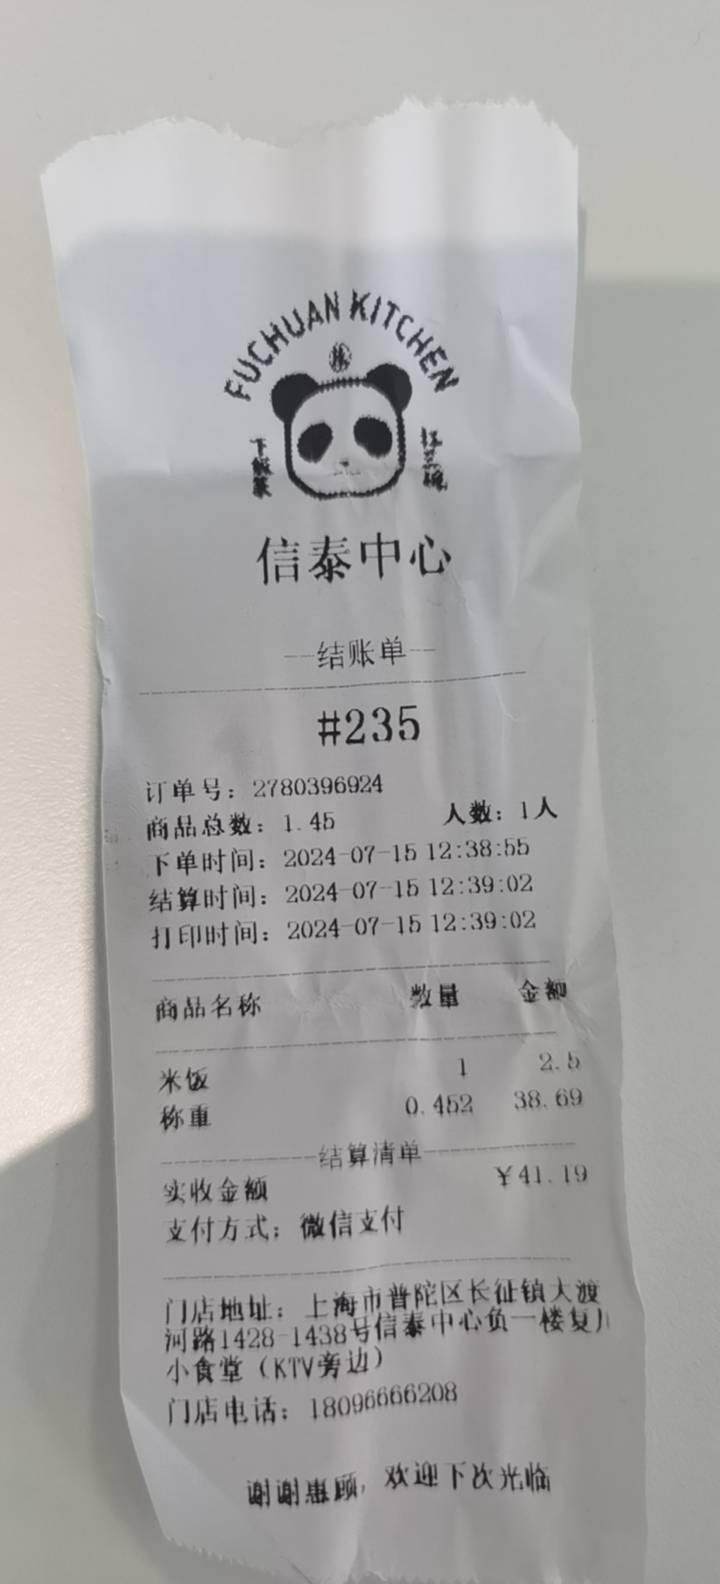 FUCHUAN KITCHEN
下饭菜
信泰中心
结账单
#235
订单号：2780396924
商品总数：1.45 人数：1人
下单时间：2024-07-15 12:38:55
结算时间：2024-07-15 12:39:02
打印时间：2024-07-15 12:39:02
商品名称 数量 金额
米饭 1 2.5
称重 0.452 38.69
结算清单
实收金额 ￥41.19
支付方式：微信支付
门店地址：上海市普陀区长征镇大渡
河路1428-1438号信泰中心负一楼复川
小食堂（KTV旁边）
门店电话：18096666208
谢谢惠顾，欢迎下次光临